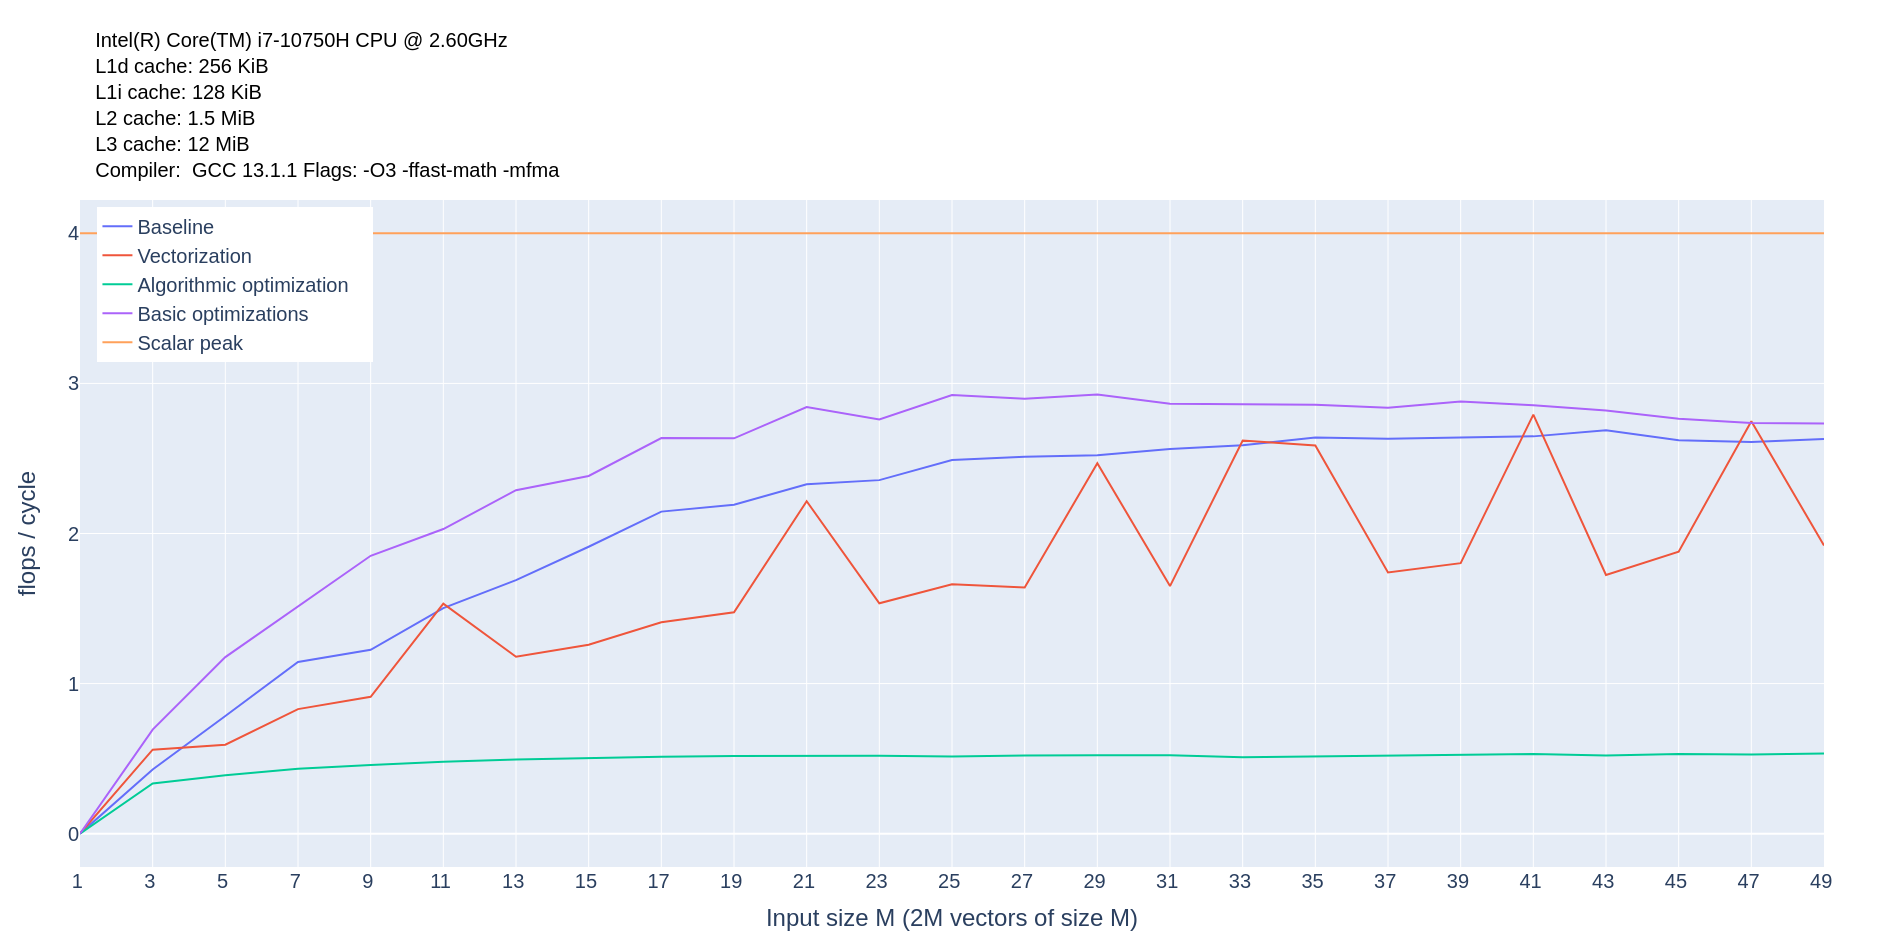 Intel(R) Core(TM) i7-10750H CPU @ 2.60GHz
L1d cache: 256 KiB
L1i cache: 128 KiB
L2 cache: 1.5 MiB
L3 cache: 12 MiB
Compiler:  GCC 13.1.1 Flags: -O3 -ffast-math -mfma
Baseline
Vectorization
Algorithmic optimization
Basic optimizations
Scalar peak
4
3
2
1
0
flops / cycle
1 3 5 7 9 11 13 15 17 19 21 23 25 27 29 31 33 35 37 39 41 43 45 47 49
Input size M (2M vectors of size M)